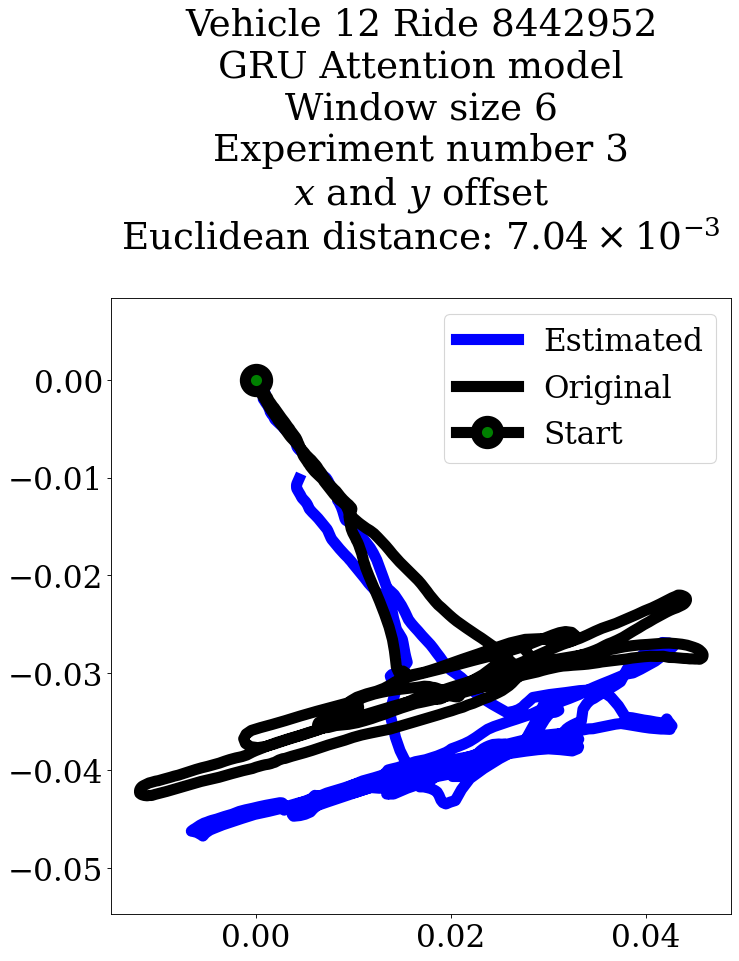 Vehicle 12 Ride 8442952
GRU Attention model
Window size 6
Experiment number 3
x and y offset
Euclidean distance: 7.04 × 10⁻³
Estimated
Original
Start
0.00
−0.01
−0.02
−0.03
−0.04
−0.05
0.00 0.02 0.04